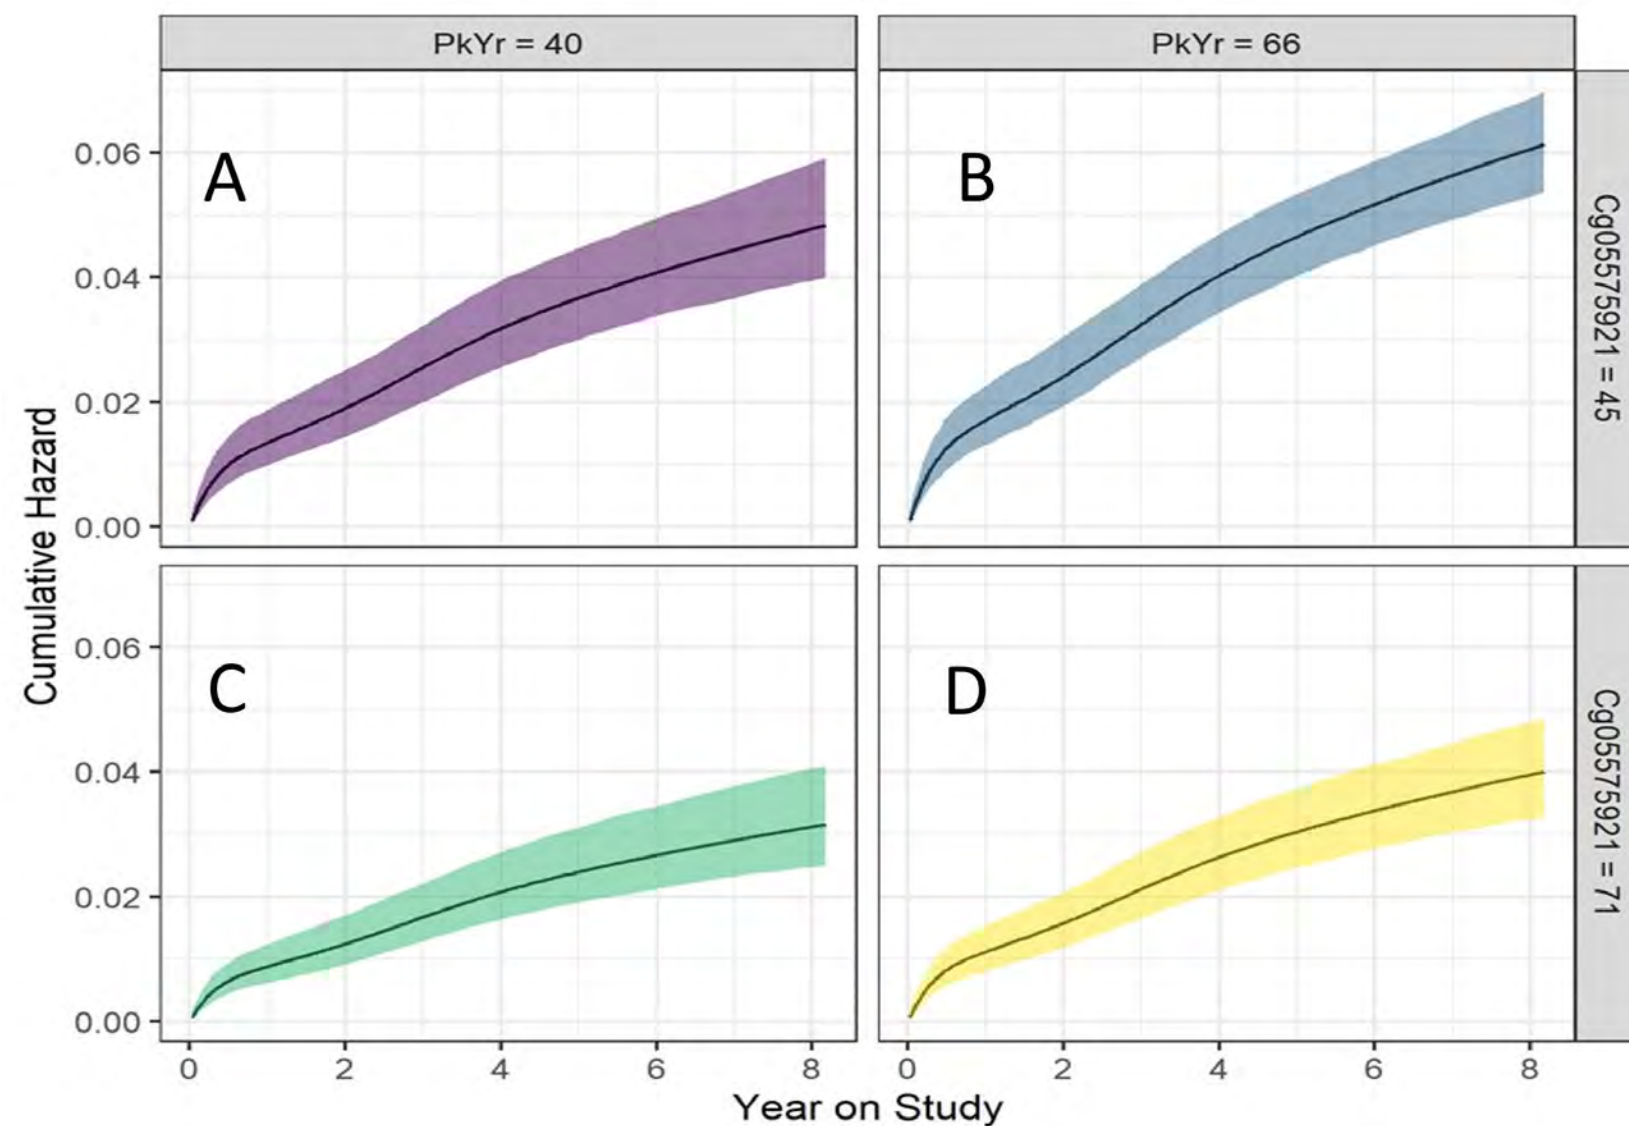 PkYr = 40
PkYr = 66
Cumulative Hazard
0.06
0.04
0.02
0.00
A
B
Cg05575921 = 45
0.06
0.04
0.02
0.00
C
D
Cg05575921 = 71
0
2
4
6
8
0
2
4
6
8
Year on Study